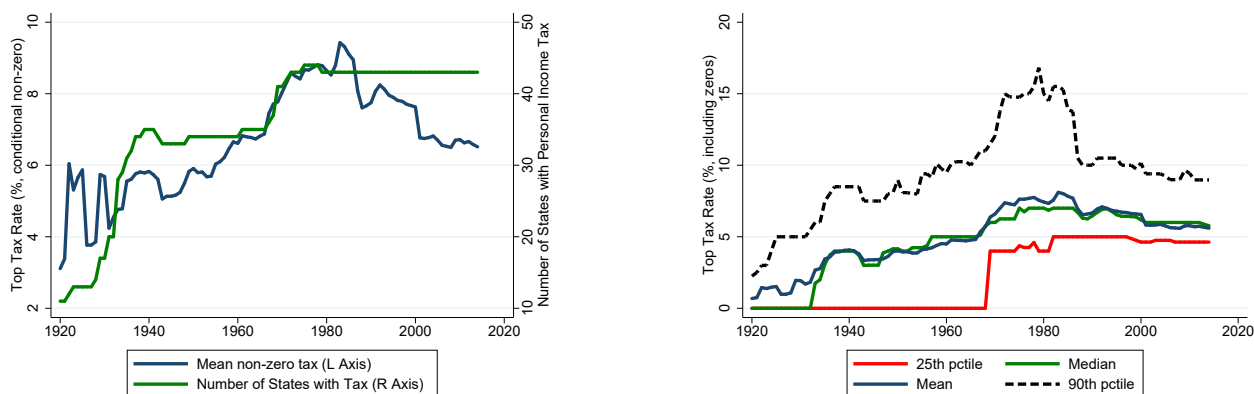 Top Tax Rate (%, conditional non-zero)
10
8
6
4
2
Number of States with Personal Income Tax
50
40
30
20
10
1920 1940 1960 1980 2000 2020
Mean non-zero tax (L Axis)
Number of States with Tax (R Axis)
Top Tax Rate (%, including zeros)
20
15
10
5
0
1920 1940 1960 1980 2000 2020
25th pctile Median
Mean 90th pctile